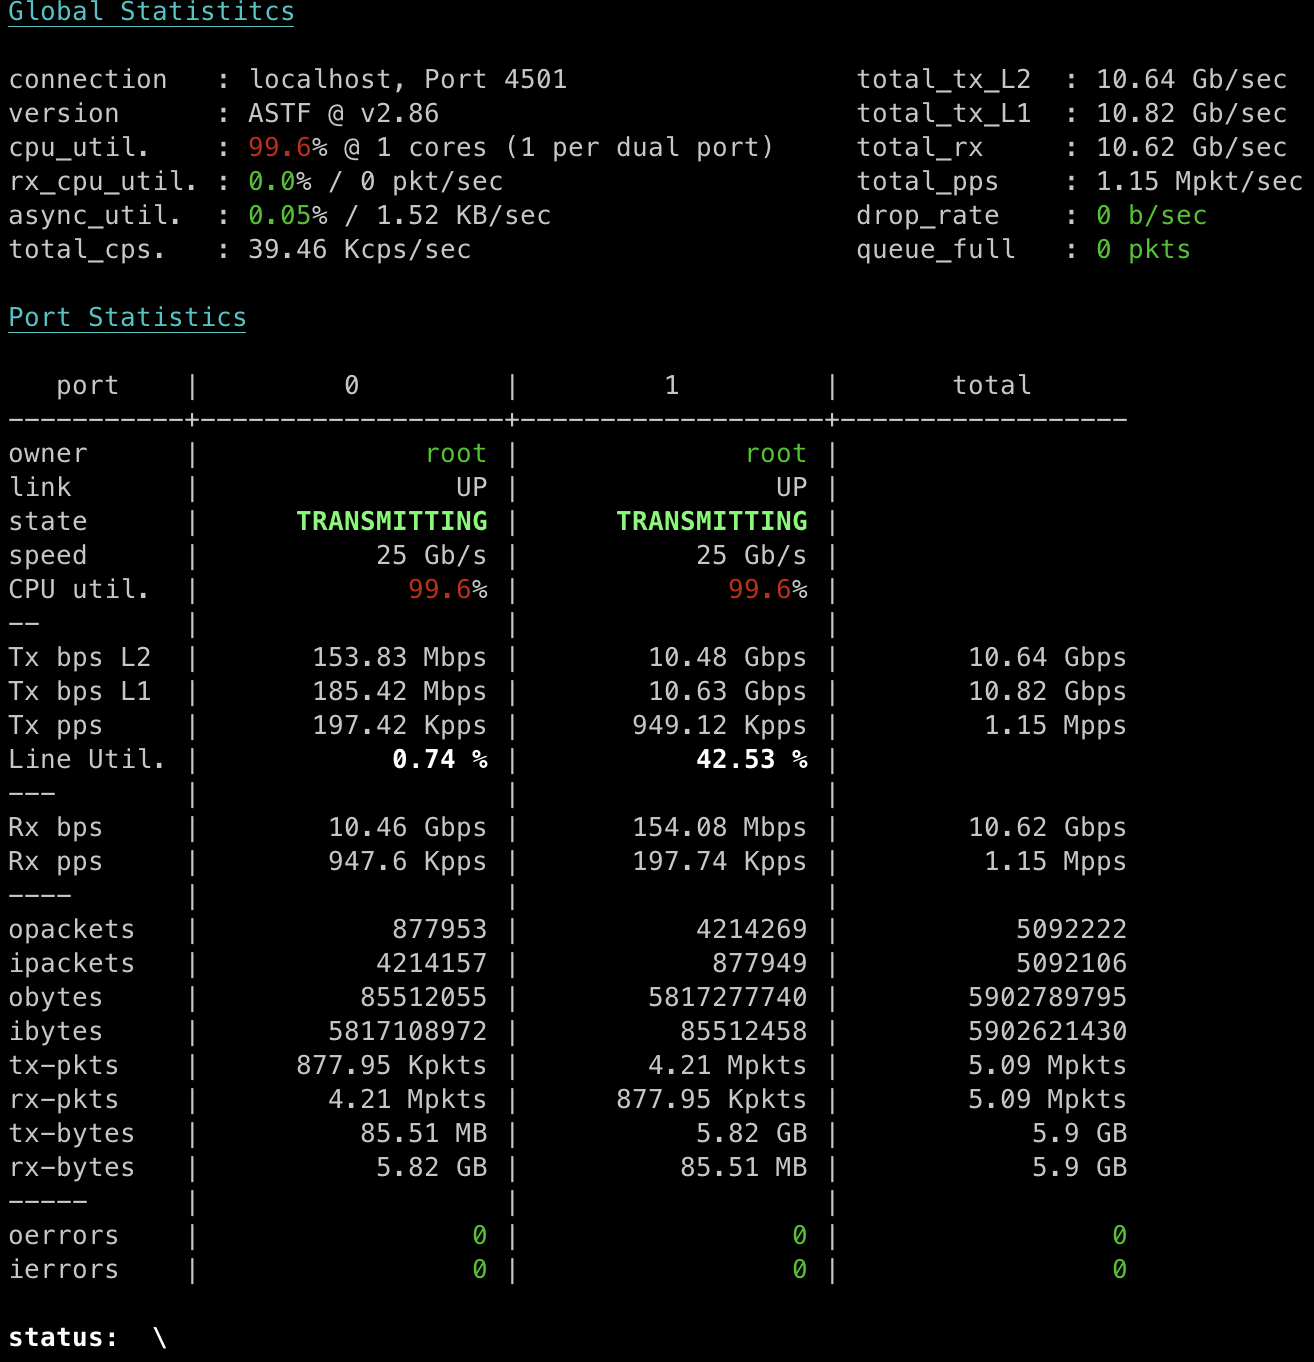 Global Statistitcs
connection   : localhost, Port 4501                  total_tx_L2  : 10.64 Gb/sec
version      : ASTF @ v2.86                          total_tx_L1  : 10.82 Gb/sec
cpu_util.    : 99.6% @ 1 cores (1 per dual port)     total_rx     : 10.62 Gb/sec
rx_cpu_util. : 0.0% / 0 pkt/sec                      total_pps    : 1.15 Mpkt/sec
async_util.  : 0.05% / 1.52 KB/sec                   drop_rate    : 0 b/sec
total_cps.   : 39.46 Kcps/sec                        queue_full   : 0 pkts
Port Statistics
   port    |         0         |         1         |       total
-----------+-------------------+-------------------+------------------
owner      |              root |              root |
link       |                UP |                UP |
state      |      TRANSMITTING |      TRANSMITTING |
speed      |           25 Gb/s |           25 Gb/s |
CPU util.  |             99.6% |             99.6% |
--         |                   |                   |
Tx bps L2  |       153.83 Mbps |        10.48 Gbps |        10.64 Gbps
Tx bps L1  |       185.42 Mbps |        10.63 Gbps |        10.82 Gbps
Tx pps     |       197.42 Kpps |       949.12 Kpps |         1.15 Mpps
Line Util. |            0.74 % |           42.53 % |
---        |                   |                   |
Rx bps     |        10.46 Gbps |       154.08 Mbps |        10.62 Gbps
Rx pps     |        947.6 Kpps |       197.74 Kpps |         1.15 Mpps
----       |                   |                   |
opackets   |            877953 |           4214269 |           5092222
ipackets   |           4214157 |            877949 |           5092106
obytes     |          85512055 |        5817277740 |        5902789795
ibytes     |        5817108972 |          85512458 |        5902621430
tx-pkts    |      877.95 Kpkts |        4.21 Mpkts |        5.09 Mpkts
rx-pkts    |        4.21 Mpkts |      877.95 Kpkts |        5.09 Mpkts
tx-bytes   |          85.51 MB |           5.82 GB |            5.9 GB
rx-bytes   |           5.82 GB |          85.51 MB |            5.9 GB
-----      |                   |                   |
oerrors    |                 0 |                 0 |                 0
ierrors    |                 0 |                 0 |                 0
status:  \